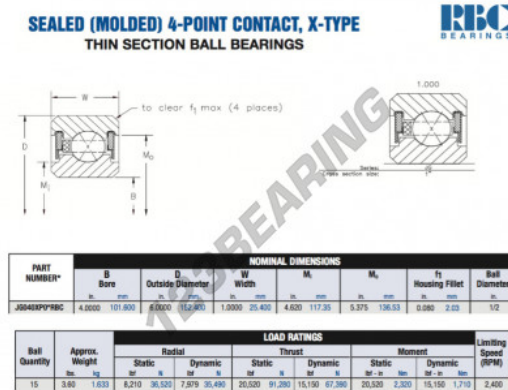 SEALED (MOLDED) 4-POINT CONTACT, X-TYPE
THIN SECTION BALL BEARINGS
RBC
BEARINGS
W
to clear f1 max (4 places)
D
X
Mo
Mi
B
1.000
X
Series:
Cross section size:
123BEARING
PART NUMBER*
NOMINAL DIMENSIONS
B Bore
D Outside Diameter
W Width
Mi
Mo
f1 Housing Fillet
Ball Diameter
in. mm in. mm in. mm in. mm in. mm in. mm in.
JG040XP0*RBC 4.0000 101.600 6.0000 152.400 1.0000 25.400 4.620 117.35 5.375 136.53 0.080 2.03 1/2
Ball Quantity
Approx. Weight
LOAD RATINGS
Limiting Speed (RPM)
Radial Thrust Moment
Static Dynamic Static Dynamic Static Dynamic
lbs. kg lbf N lbf N lbf N lbf N lbf - in Nm lbf - in Nm
15 3.60 1.633 8,210 36,520 7,979 35,490 20,520 91,280 15,150 67,390 20,520 2,320 15,150 1,710 2,400